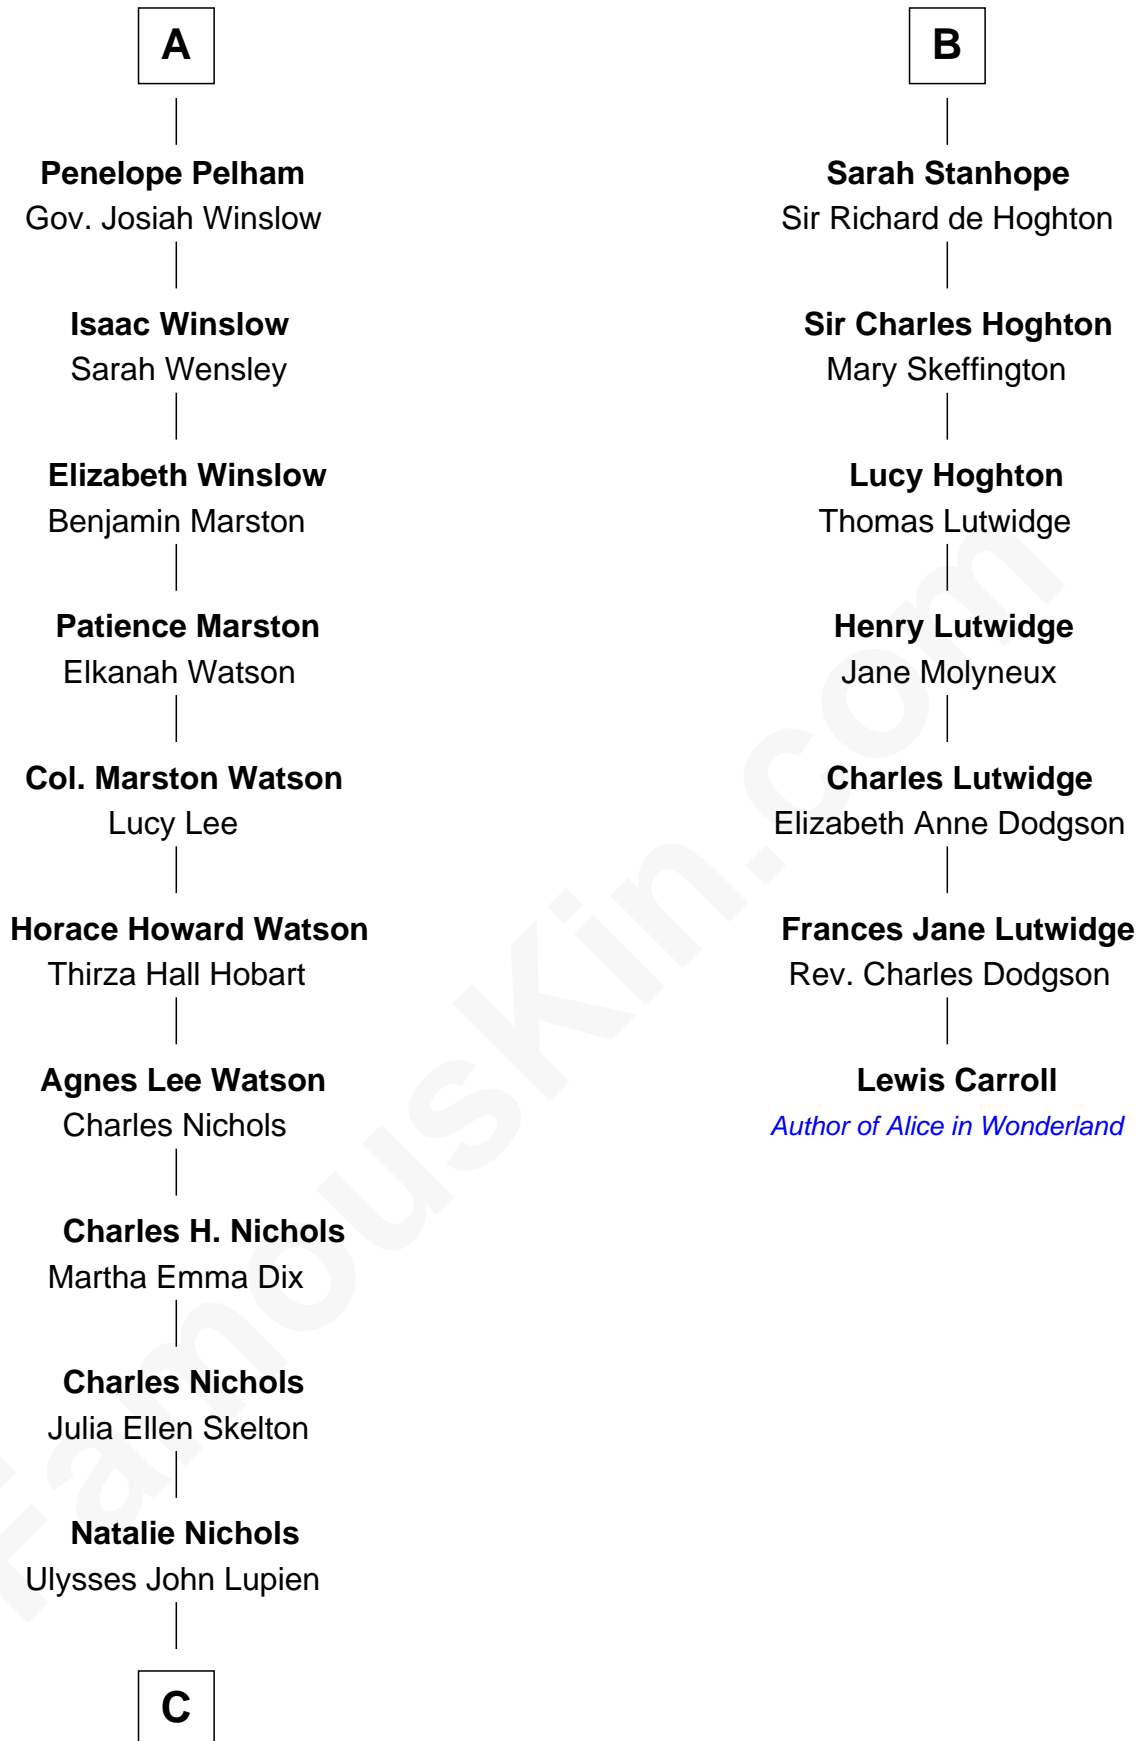 A
Penelope Pelham
Gov. Josiah Winslow
Isaac Winslow
Sarah Wensley
Elizabeth Winslow
Benjamin Marston
Patience Marston
Elkanah Watson
Col. Marston Watson
Lucy Lee
Horace Howard Watson
Thirza Hall Hobart
Agnes Lee Watson
Charles Nichols
Charles H. Nichols
Martha Emma Dix
Charles Nichols
Julia Ellen Skelton
Natalie Nichols
Ulysses John Lupien
C
B
Sarah Stanhope
Sir Richard de Hoghton
Sir Charles Hoghton
Mary Skeffington
Lucy Hoghton
Thomas Lutwidge
Henry Lutwidge
Jane Molyneux
Charles Lutwidge
Elizabeth Anne Dodgson
Frances Jane Lutwidge
Rev. Charles Dodgson
Lewis Carroll
Author of Alice in Wonderland
FamousKin.com